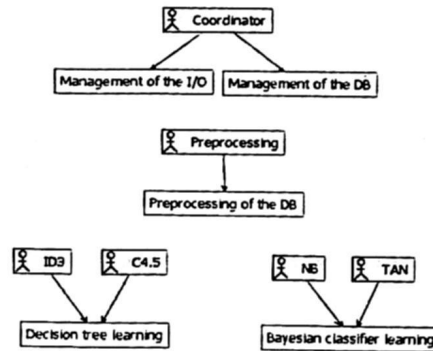 Coordinator
Management of the I/O
Management of the DB
Preprocessing
Preprocessing of the DB
ID3
C4.5
NB
TAN
Decision tree learning
Bayesian classifier learning